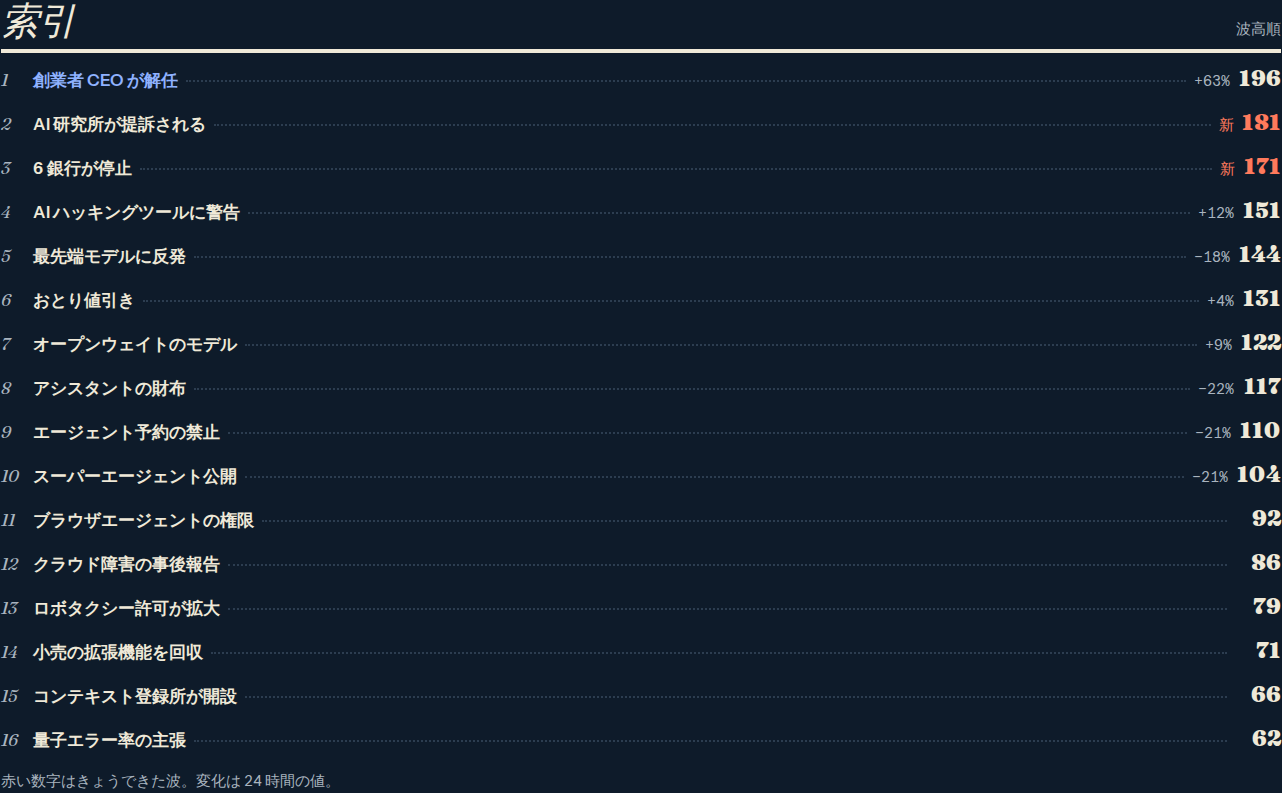 索引
波高順
1 創業者 CEO が解任 +63% 196
2 AI 研究所が提訴される 新 181
3 6 銀行が停止 新 171
4 AI ハッキングツールに警告 +12% 151
5 最先端モデルに反発 −18% 144
6 おとり値引き +4% 131
7 オープンウェイトのモデル +9% 122
8 アシスタントの財布 −22% 117
9 エージェント予約の禁止 −21% 110
10 スーパーエージェント公開 −21% 104
11 ブラウザエージェントの権限 92
12 クラウド障害の事後報告 86
13 ロボタクシー許可が拡大 79
14 小売の拡張機能を回収 71
15 コンテキスト登録所が開設 66
16 量子エラー率の主張 62
赤い数字はきょうできた波。変化は 24 時間の値。